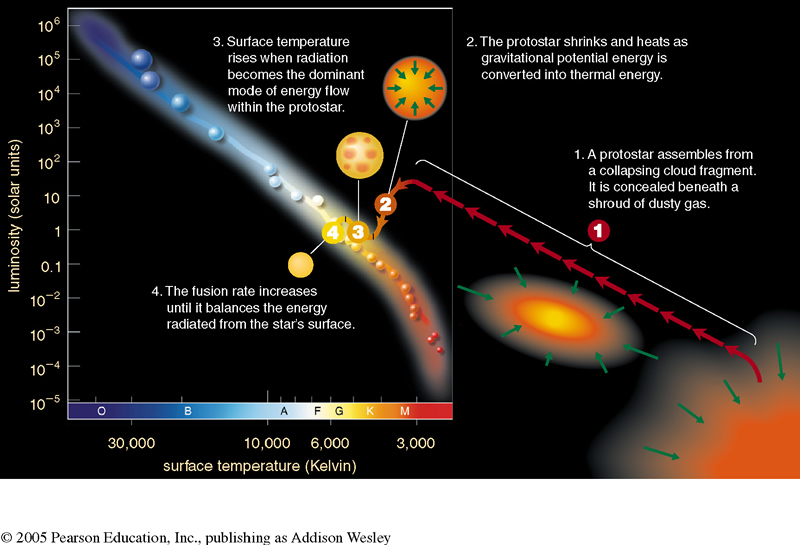 3. Surface temperature
rises when radiation
becomes the dominant
mode of energy flow
within the protostar.
2. The protostar shrinks and heats as
gravitational potential energy is
converted into thermal energy.
1. A protostar assembles from
a collapsing cloud fragment.
It is concealed beneath a
shroud of dusty gas.
1
2
3
4
4. The fusion rate increases
until it balances the energy
radiated from the star's surface.
luminosity (solar units)
10⁶
10⁵
10⁴
10³
10²
10
1
0.1
10⁻²
10⁻³
10⁻⁴
10⁻⁵
O B A F G K M
30,000 10,000 6,000 3,000
surface temperature (Kelvin)
© 2005 Pearson Education, Inc., publishing as Addison Wesley